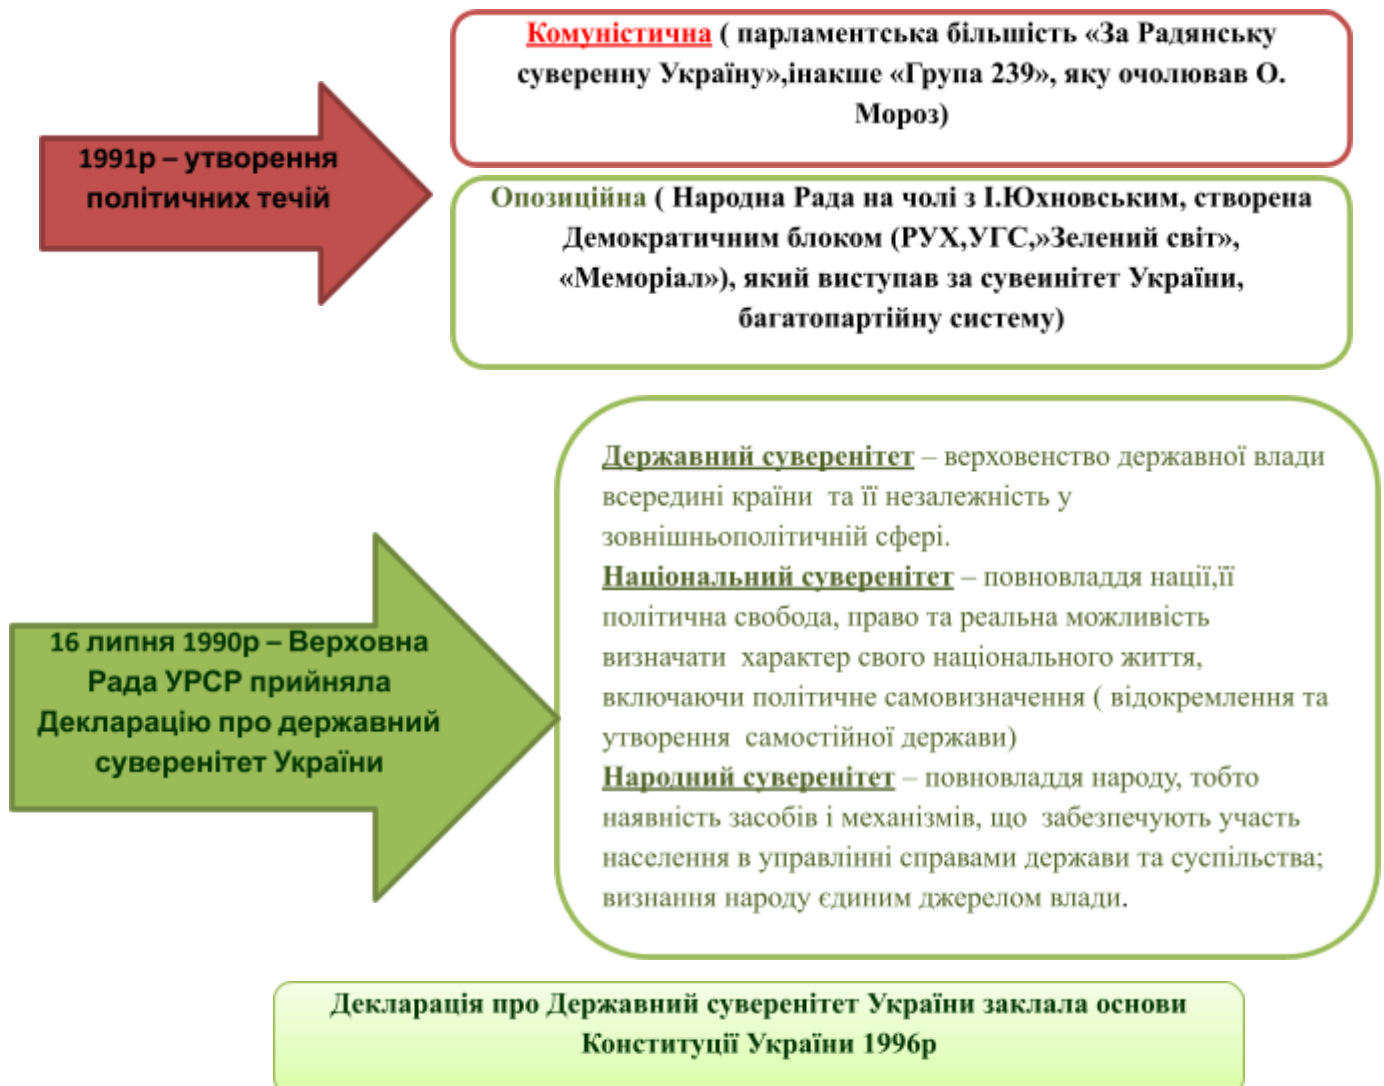 1991р – утворення
політичних течій
Комуністична ( парламентська більшість «За Радянську
суверенну Україну»,інакше «Група 239», яку очолював О.
Мороз)
Опозиційна ( Народна Рада на чолі з І.Юхновським, створена
Демократичним блоком (РУХ,УГС,»Зелений світ»,
«Меморіал»), який виступав за сувеинітет України,
багатопартійну систему)
16 липня 1990р – Верховна
Рада УРСР прийняла
Декларацію про державний
суверенітет України
Державний суверенітет – верховенство державної влади
всередині країни та її незалежність у
зовнішньополітичній сфері.
Національний суверенітет – повновладдя нації,її
політична свобода, право та реальна можливість
визначати характер свого національного життя,
включаючи політичне самовизначення ( відокремлення та
утворення самостійної держави)
Народний суверенітет – повновладдя народу, тобто
наявність засобів і механізмів, що забезпечують участь
населення в управлінні справами держави та суспільства;
визнання народу єдиним джерелом влади.
Декларація про Державний суверенітет України заклала основи
Конституції України 1996р